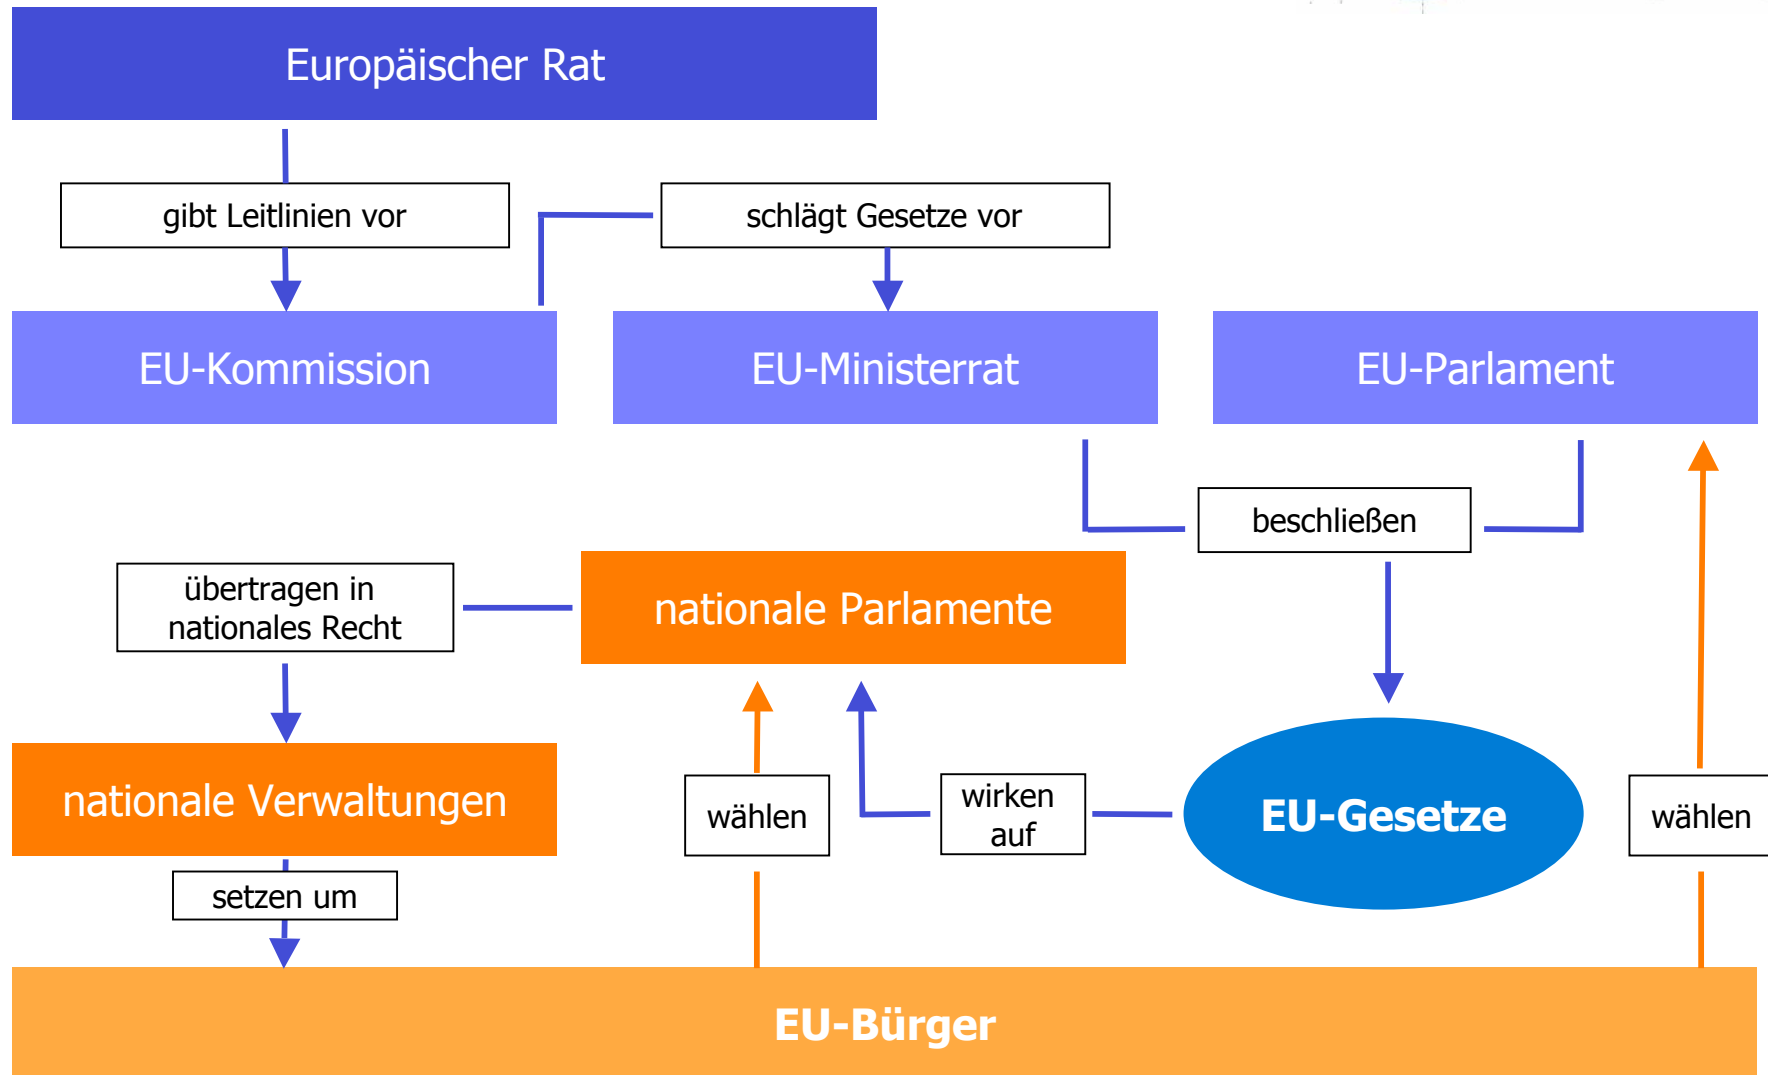 Europäischer Rat
gibt Leitlinien vor
schlägt Gesetze vor
EU-Kommission
EU-Ministerrat
EU-Parlament
beschließen
übertragen in
nationales Recht
nationale Parlamente
nationale Verwaltungen
wählen
wirken
auf
EU-Gesetze
wählen
setzen um
EU-Bürger